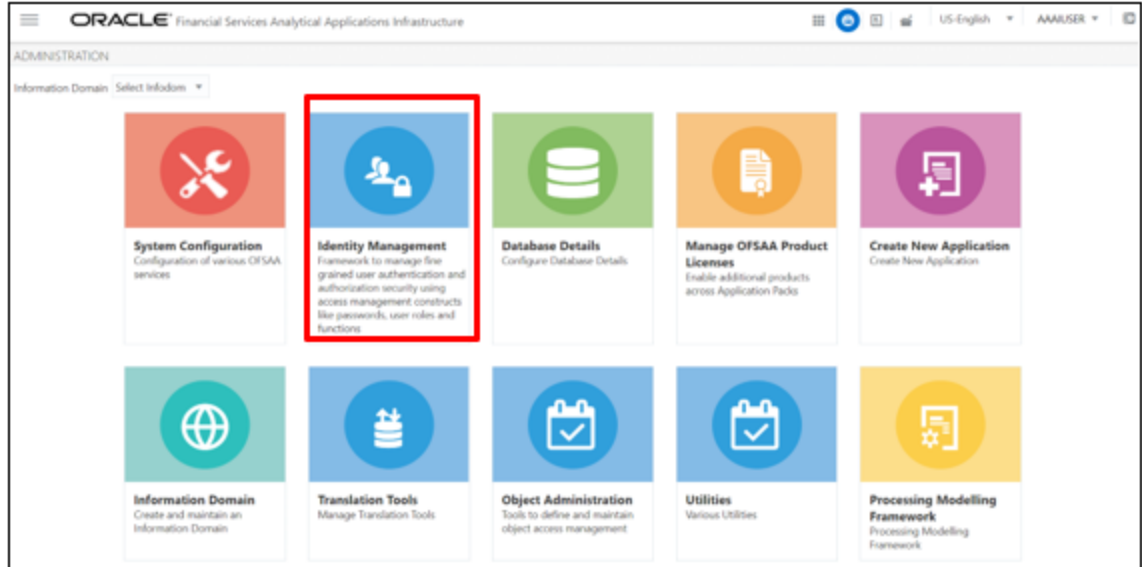 ORACLE Financial Services Analytical Applications Infrastructure
US-English
AAAIUSER
ADMINISTRATION
Information Domain Select Infodom
System Configuration
Configuration of various OFSAA
services
Identity Management
Framework to manage fine
grained user authentication and
authorization security using
access management constructs
like passwords, user roles and
functions
Database Details
Configure Database Details
Manage OFSAA Product
Licenses
Enable additional products
across Application Packs
Create New Application
Create New Application
Information Domain
Create and maintain an
Information Domain
Translation Tools
Manage Translation Tools
Object Administration
Tools to define and maintain
object access management
Utilities
Various Utilities
Processing Modelling
Framework
Processing Modelling
Framework